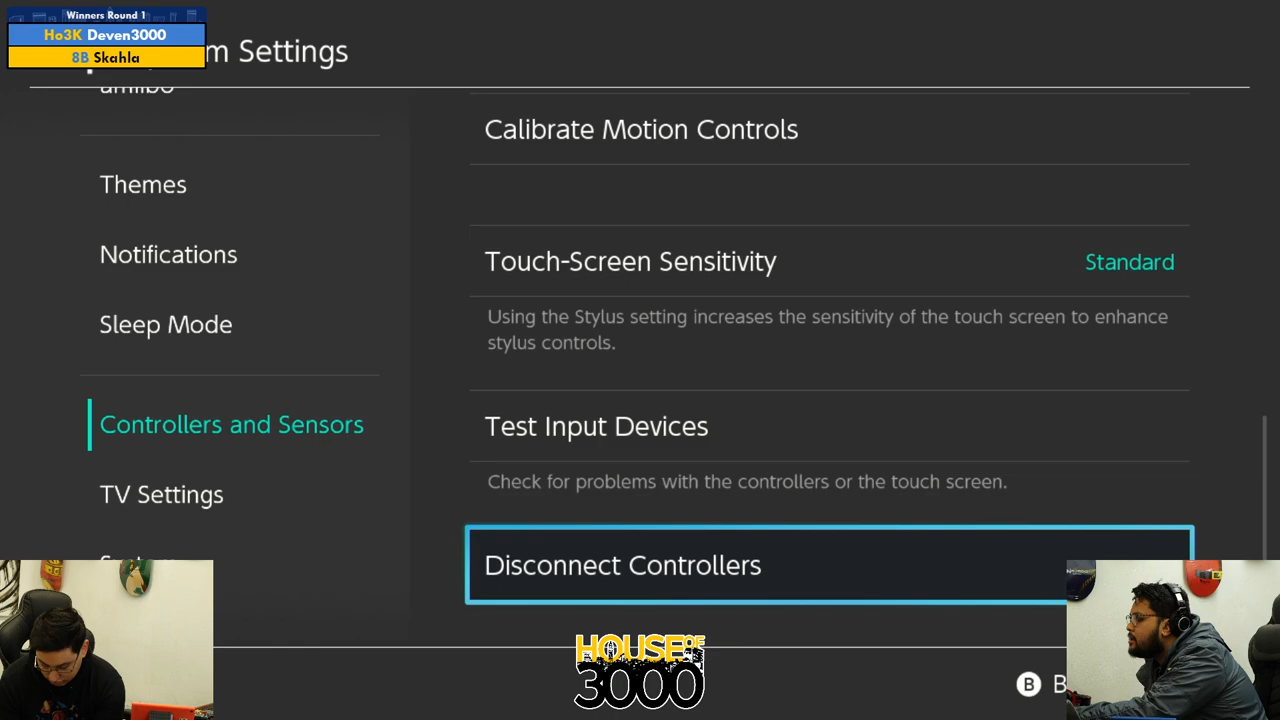 Winners Round 1
Ho3K Deven3000
8B Skahla
m Settings
amiibo
Themes
Notifications
Sleep Mode
Controllers and Sensors
TV Settings
Calibrate Motion Controls
Touch-Screen Sensitivity Standard
Using the Stylus setting increases the sensitivity of the touch screen to enhance
stylus controls.
Test Input Devices
Check for problems with the controllers or the touch screen.
Disconnect Controllers
HOUSE OF
3000
B B